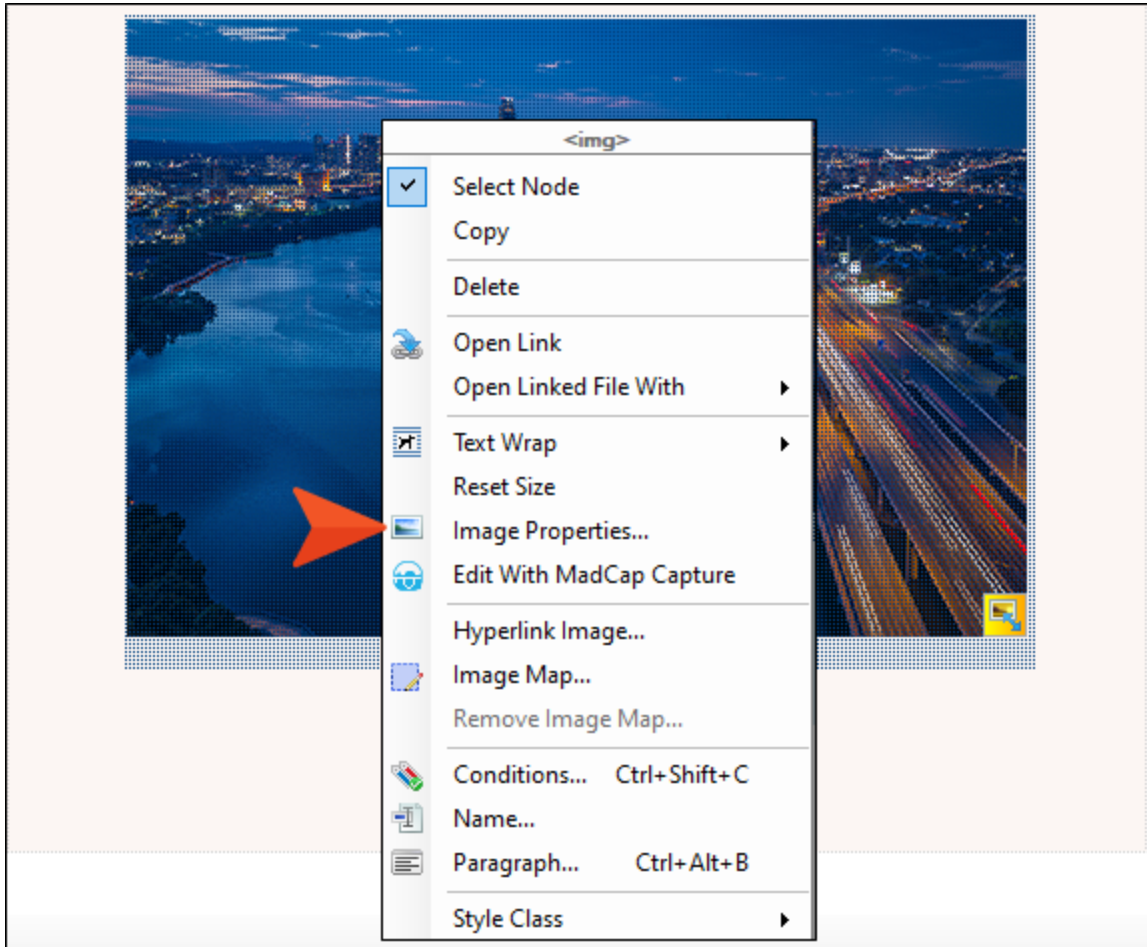 <img>
Select Node
Copy
Delete
Open Link
Open Linked File With
Text Wrap
Reset Size
Image Properties...
Edit With MadCap Capture
Hyperlink Image...
Image Map...
Remove Image Map...
Conditions... Ctrl+Shift+C
Name...
Paragraph... Ctrl+Alt+B
Style Class